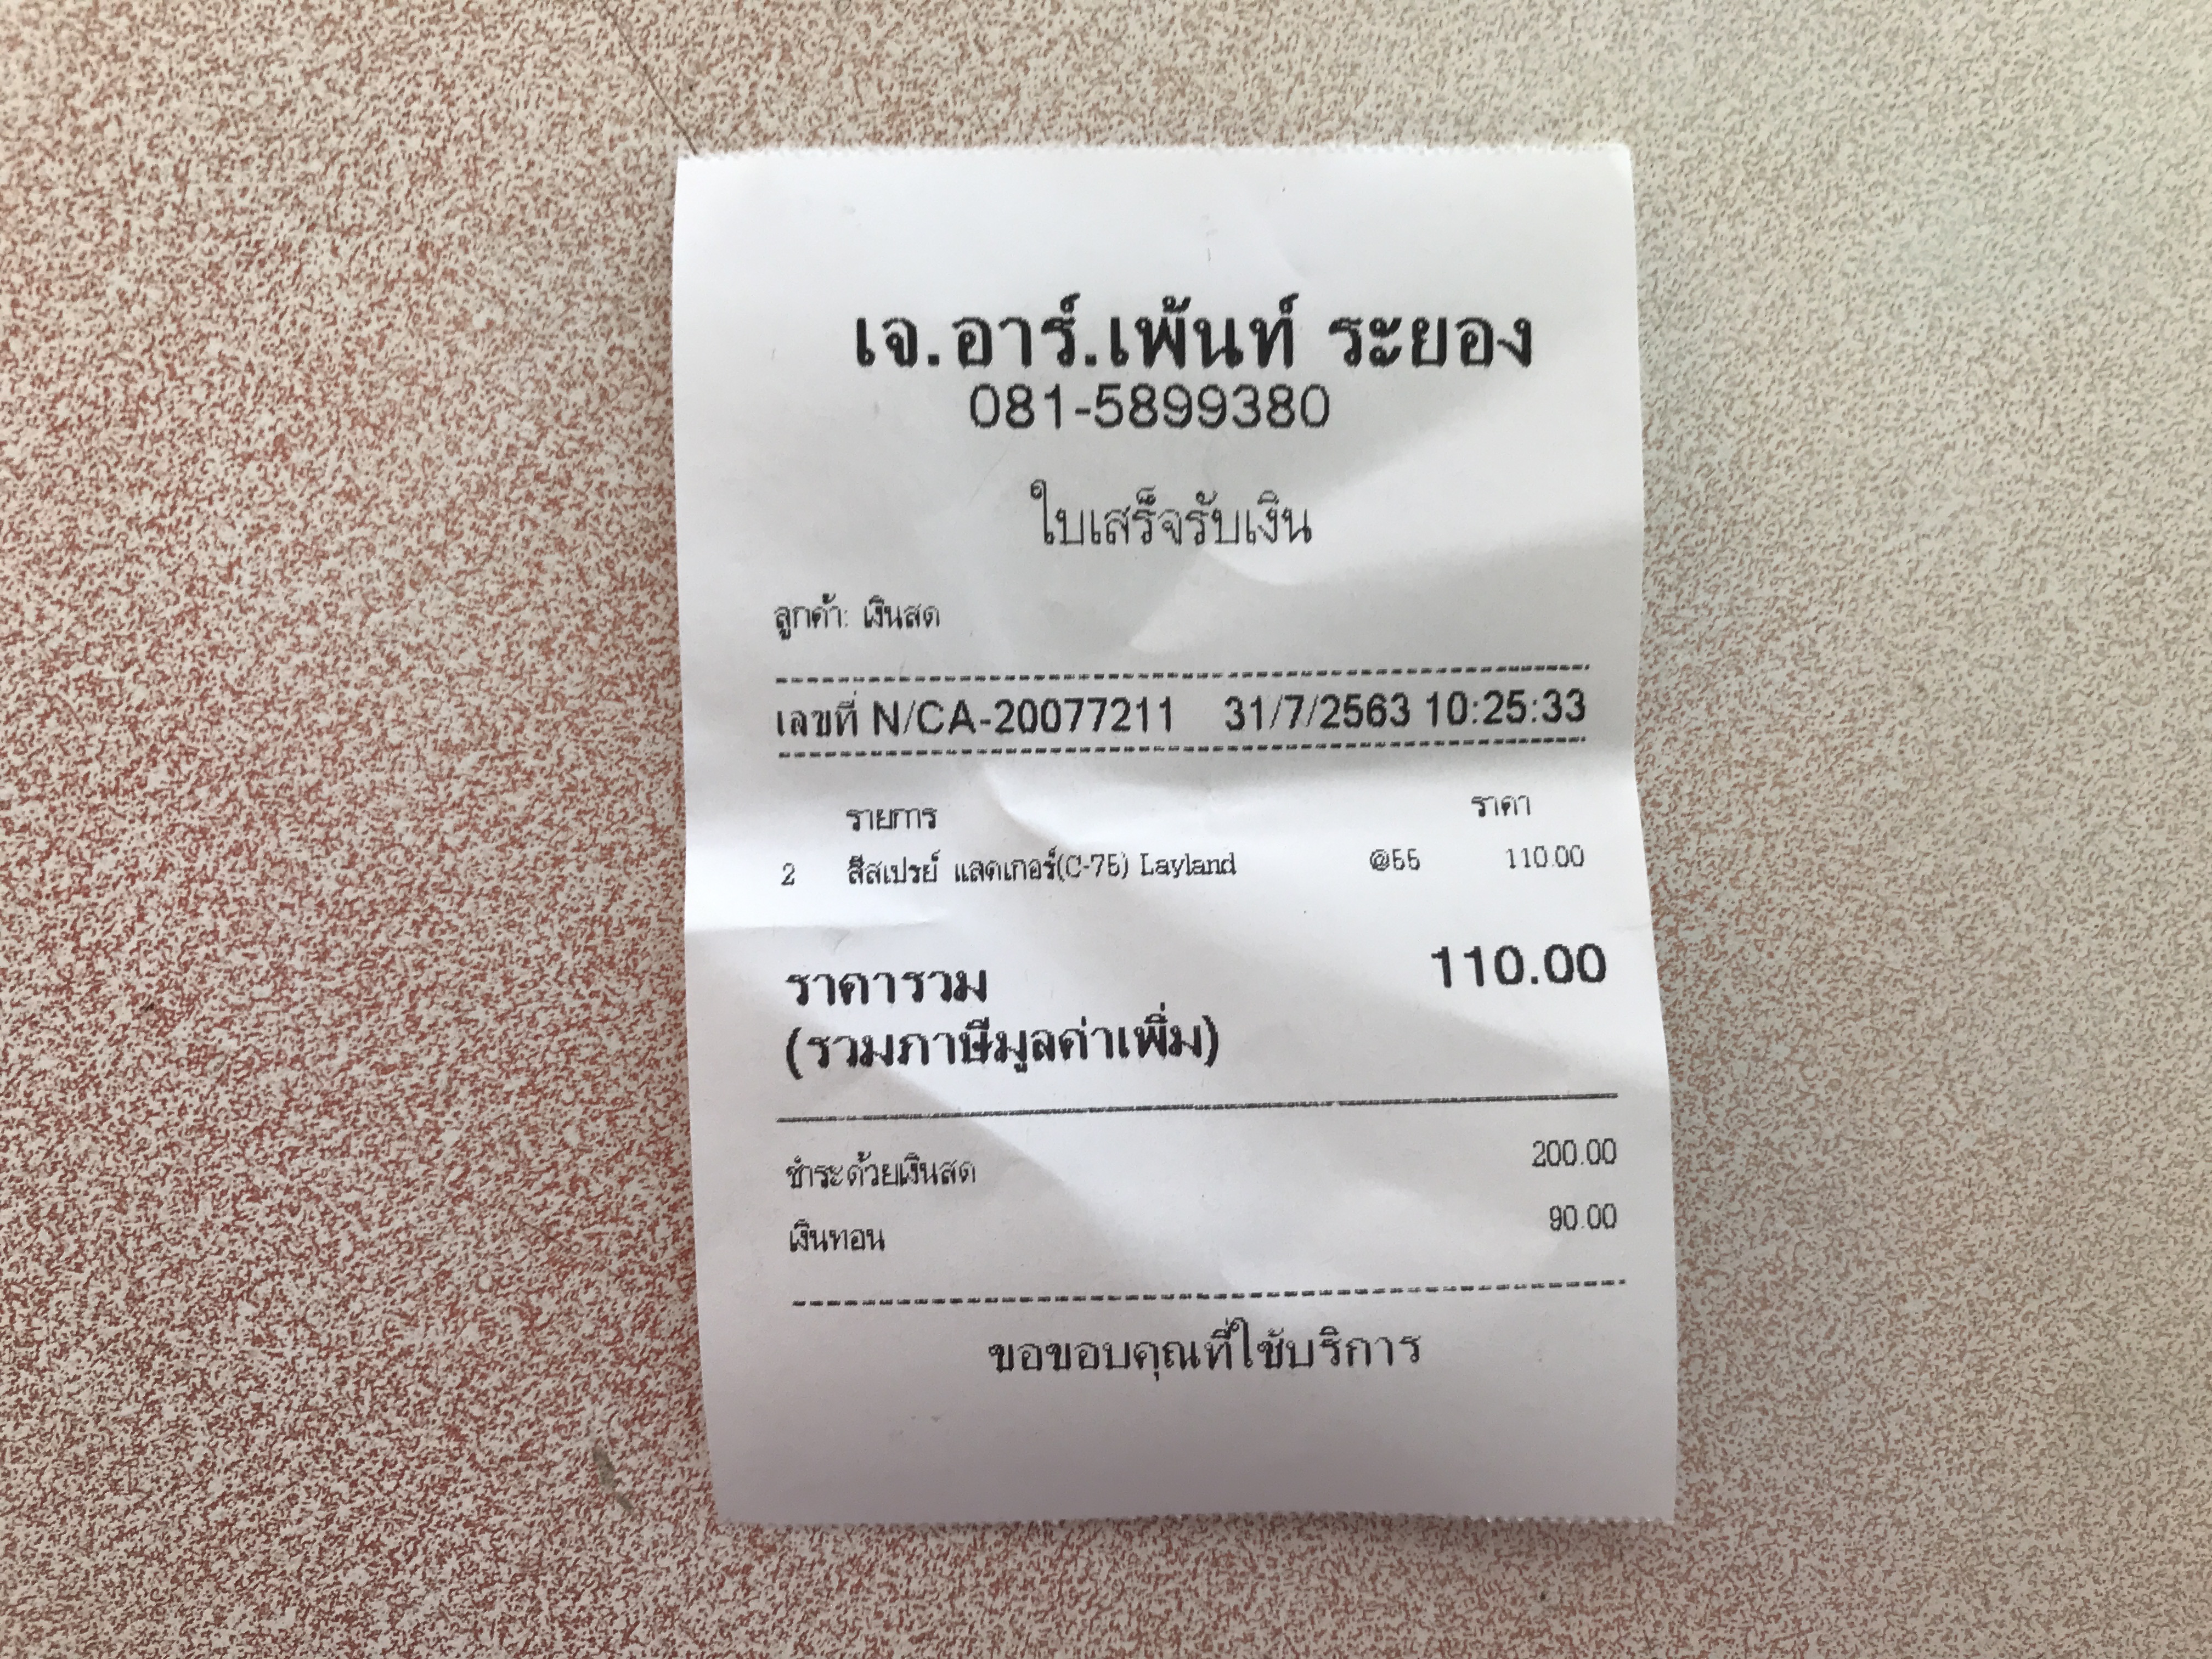 เจ.อาร์.เพ้นท์ ระยอง
081-5899380
ใบเสร็จรับเงิน
ลูกค้า: เงินสด
เลขที่ N/CA-20077211 31/7/2563 10:25:33
รายการ ราคา
2 สีสเปรย์ แลคเกอร์(C-75) Layland @55 110.00
ราคารวม 110.00
(รวมภาษีมูลค่าเพิ่ม)
ชำระด้วยเงินสด 200.00
เงินทอน 90.00
ขอขอบคุณที่ใช้บริการ